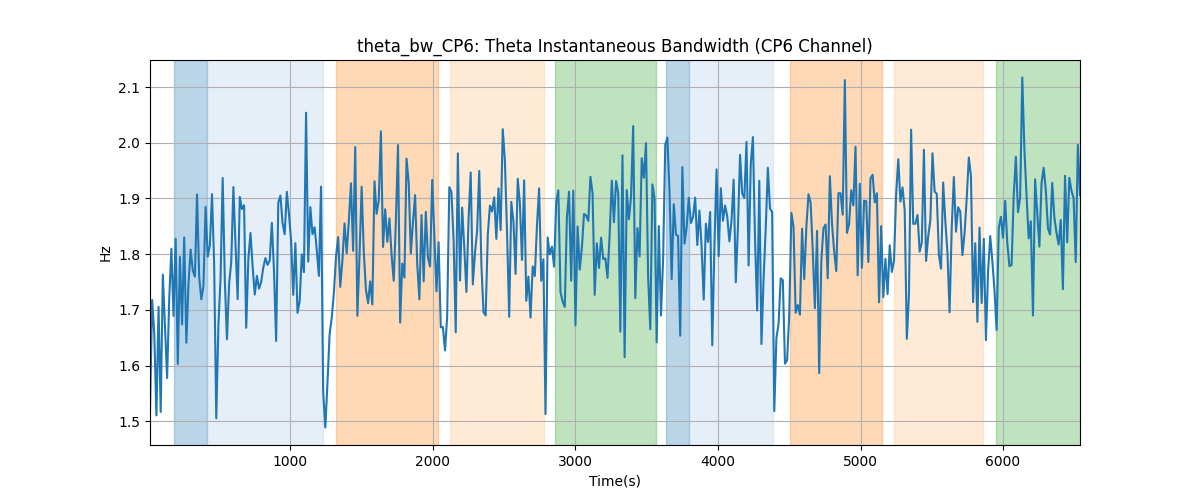 theta_bw_CP6: Theta Instantaneous Bandwidth (CP6 Channel)
2.1
2.0
1.9
1.8
1.7
1.6
1.5
Hz
1000 2000 3000 4000 5000 6000
Time(s)